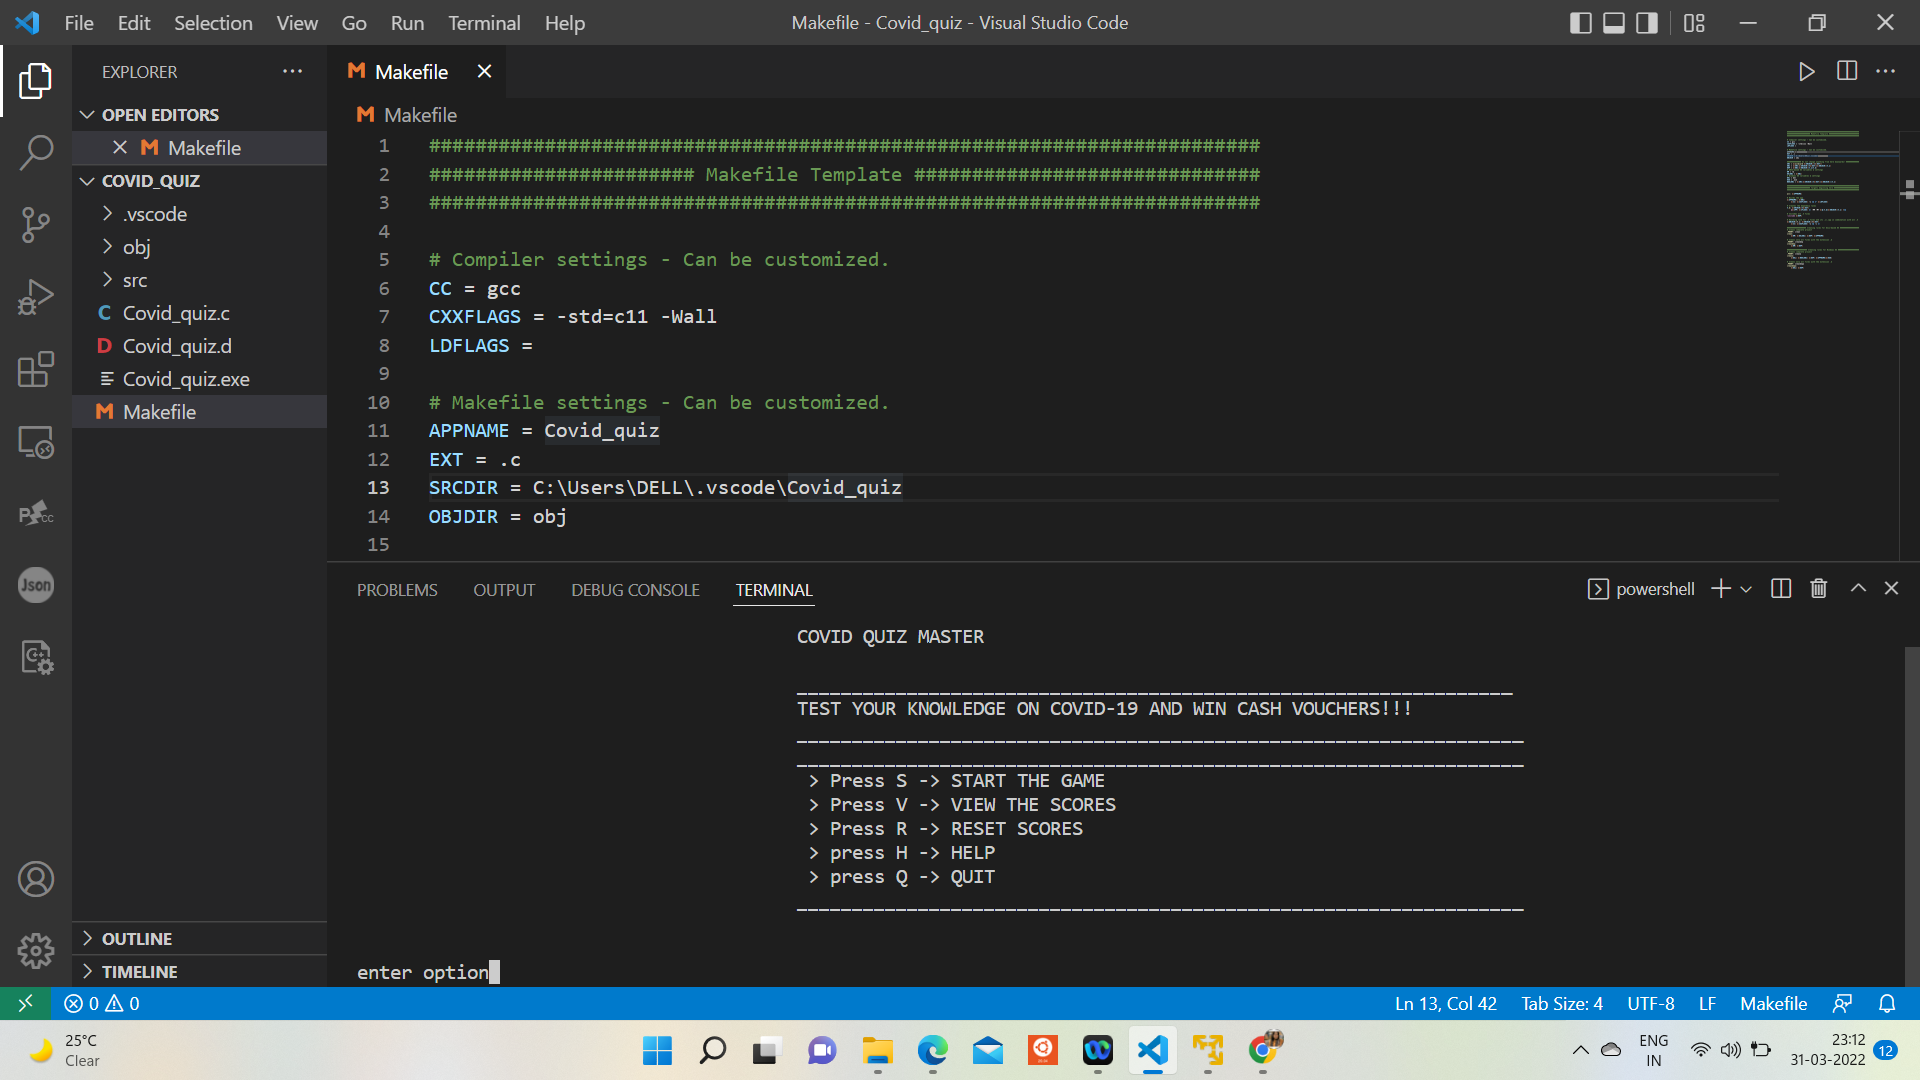 File Edit Selection View Go Run Terminal Help
Makefile - Covid_quiz - Visual Studio Code
EXPLORER
OPEN EDITORS
Makefile
COVID_QUIZ
.vscode
obj
src
C Covid_quiz.c
D Covid_quiz.d
Covid_quiz.exe
M Makefile
OUTLINE
TIMELINE
M Makefile
M Makefile
1 ########################################################################
2 ####################### Makefile Template ##############################
3 ########################################################################
4
5 # Compiler settings - Can be customized.
6 CC = gcc
7 CXXFLAGS = -std=c11 -Wall
8 LDFLAGS =
9
10 # Makefile settings - Can be customized.
11 APPNAME = Covid_quiz
12 EXT = .c
13 SRCDIR = C:\Users\DELL\.vscode\Covid_quiz
14 OBJDIR = obj
15
PROBLEMS OUTPUT DEBUG CONSOLE TERMINAL
powershell
COVID QUIZ MASTER
TEST YOUR KNOWLEDGE ON COVID-19 AND WIN CASH VOUCHERS!!!
> Press S -> START THE GAME
> Press V -> VIEW THE SCORES
> Press R -> RESET SCORES
> press H -> HELP
> press Q -> QUIT
enter option
Json
0 0
Ln 13, Col 42 Tab Size: 4 UTF-8 LF Makefile
25°C
Clear
ENG
IN
23:12
31-03-2022
12